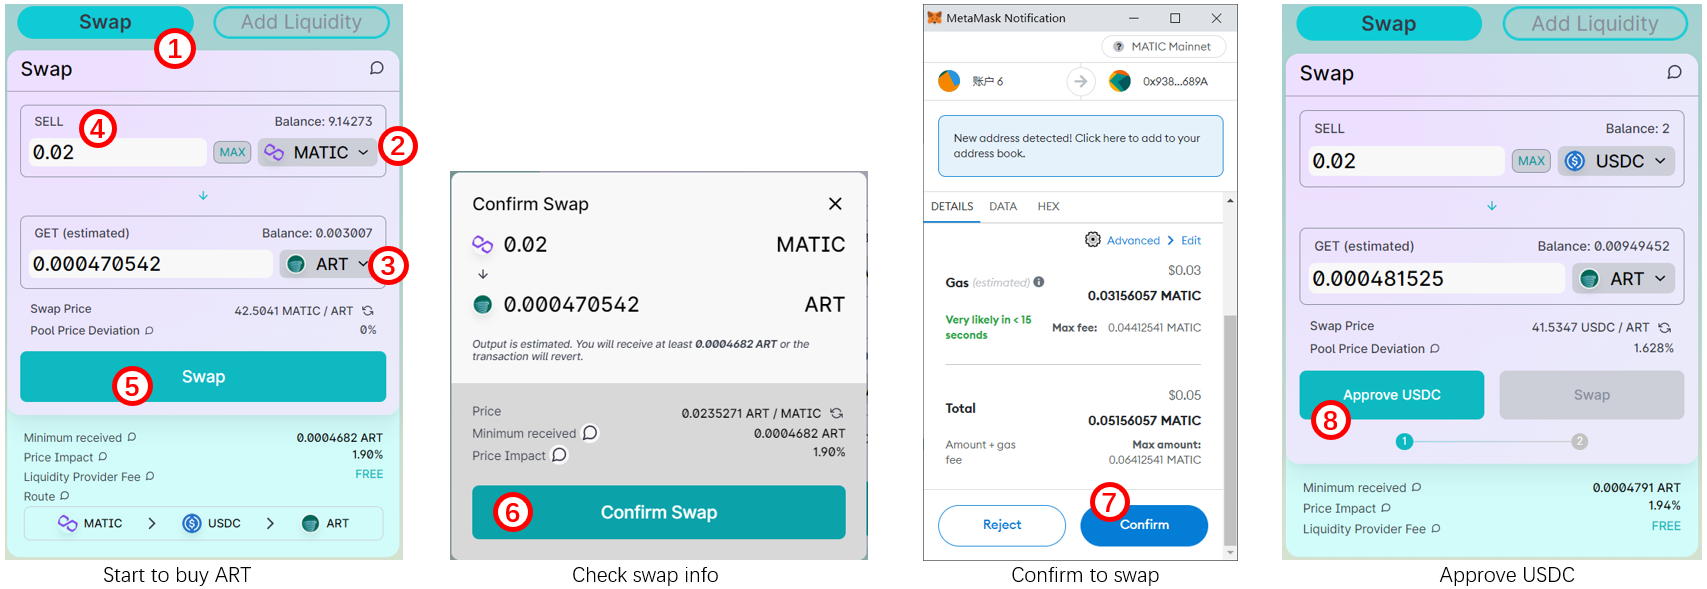 Swap
Add Liquidity
1
Swap
SELL
4
Balance: 9.14273
0.02
MAX
MATIC
2
GET (estimated)
Balance: 0.003007
0.000470542
ART
3
Swap Price
42.5041 MATIC / ART
Pool Price Deviation
0%
5
Swap
Minimum received
0.0004682 ART
Price Impact
1.90%
Liquidity Provider Fee
FREE
Route
MATIC
USDC
ART
Start to buy ART
Confirm Swap
0.02
MATIC
0.000470542
ART
Output is estimated. You will receive at least 0.0004682 ART or the
transaction will revert.
Price
0.0235271 ART / MATIC
Minimum received
0.0004682 ART
Price Impact
1.90%
6
Confirm Swap
Check swap info
MetaMask Notification
? MATIC Mainnet
账户 6
0x938...689A
New address detected! Click here to add to your
address book.
DETAILS
DATA
HEX
Advanced
Edit
$0.03
Gas (estimated)
0.03156057 MATIC
Very likely in < 15
seconds
Max fee: 0.04412541 MATIC
$0.05
Total
0.05156057 MATIC
Amount + gas
fee
Max amount:
0.06412541 MATIC
7
Reject
Confirm
Confirm to swap
Swap
Add Liquidity
Swap
SELL
Balance: 2
0.02
MAX
USDC
GET (estimated)
Balance: 0.00949452
0.000481525
ART
Swap Price
41.5347 USDC / ART
Pool Price Deviation
1.628%
Approve USDC
Swap
8
1
2
Minimum received
0.0004791 ART
Price Impact
1.94%
Liquidity Provider Fee
FREE
Approve USDC